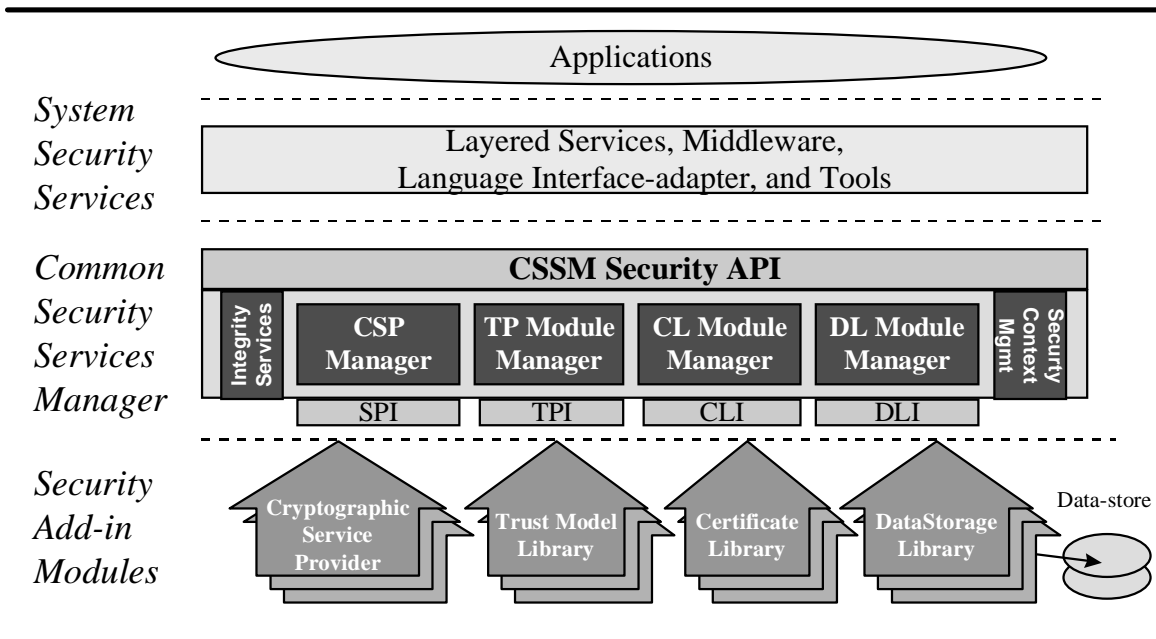 Applications
System
Security
Services
Layered Services, Middleware,
Language Interface-adapter, and Tools
Common
Security
Services
Manager
CSSM Security API
Integrity
Services
CSP
Manager
TP Module
Manager
CL Module
Manager
DL Module
Manager
Securty
Context
Mgmt
SPI
TPI
CLI
DLI
Security
Add-in
Modules
Cryptographic
Service
Provider
Trust Model
Library
Certificate
Library
DataStorage
Library
Data-store